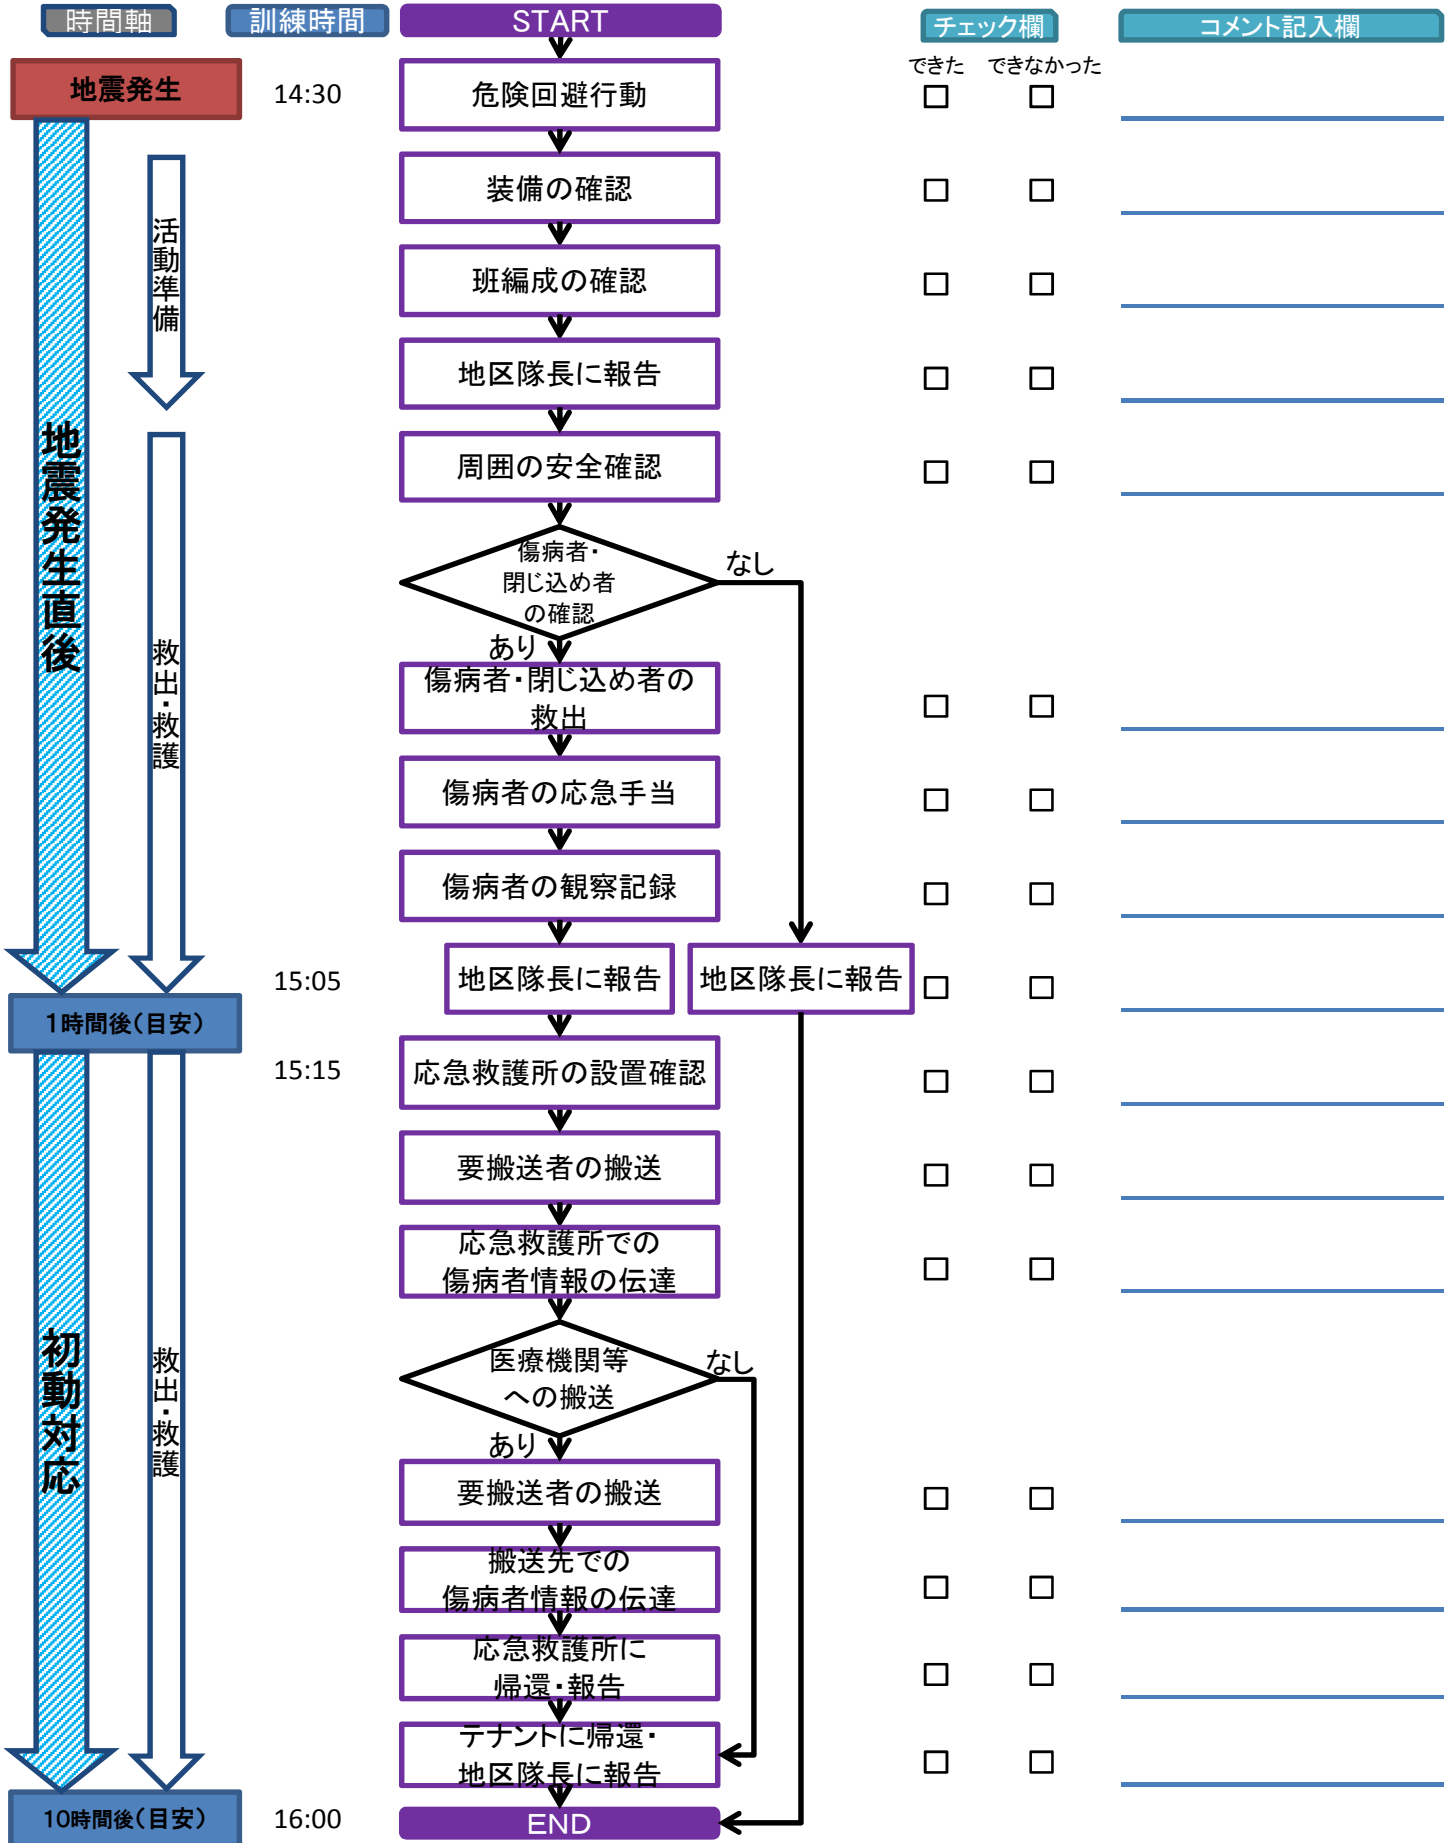 時間軸
訓練時間
START
チェック欄
コメント記入欄
できた
できなかった
地震発生
14:30
危険回避行動
装備の確認
活動準備
班編成の確認
地区隊長に報告
地震発生直後
周囲の安全確認
傷病者・
閉じ込め者
の確認
なし
あり
救出・救護
傷病者・閉じ込め者の
救出
傷病者の応急手当
傷病者の観察記録
15:05
地区隊長に報告
地区隊長に報告
1時間後(目安)
15:15
応急救護所の設置確認
要搬送者の搬送
応急救護所での
傷病者情報の伝達
初動対応
救出・救護
医療機関等
への搬送
なし
あり
要搬送者の搬送
搬送先での
傷病者情報の伝達
応急救護所に
帰還・報告
テナントに帰還・
地区隊長に報告
10時間後(目安)
16:00
END